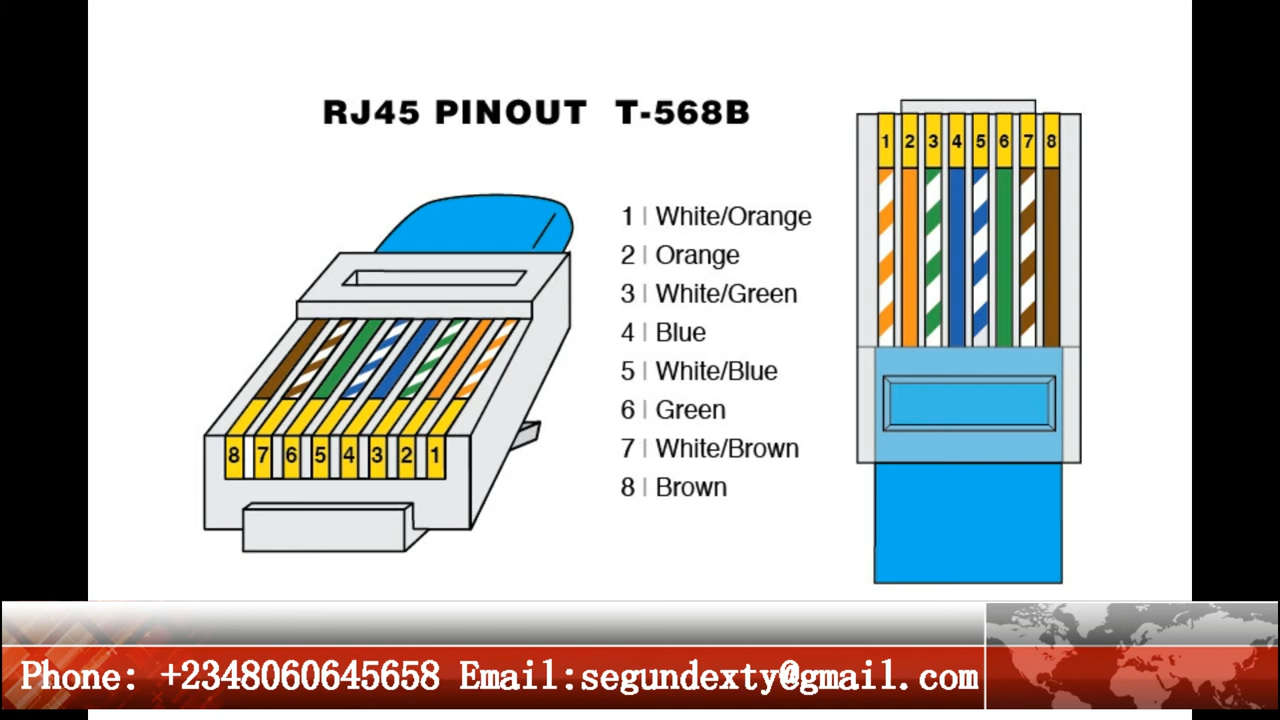 RJ45 PINOUT T-568B
1 2 3 4 5 6 7 8
1 | White/Orange
2 | Orange
3 | White/Green
4 | Blue
5 | White/Blue
6 | Green
7 | White/Brown
8 | Brown
8 7 6 5 4 3 2 1
Phone: +2348060645658 Email:segundexty@gmail.com